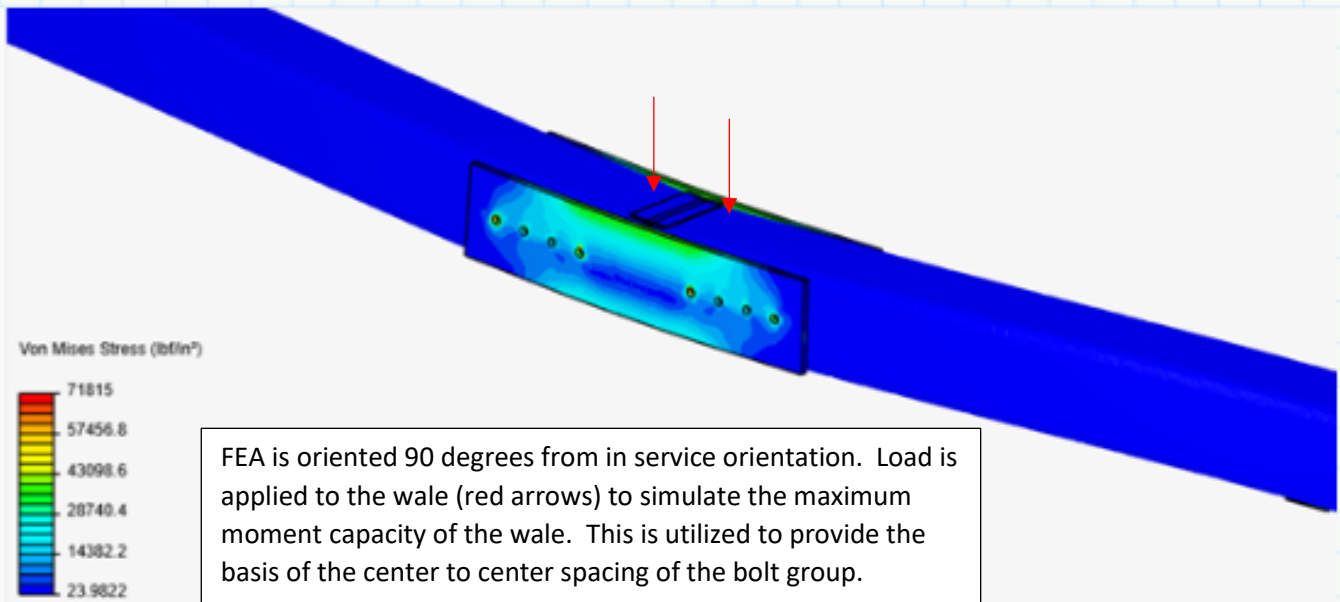 Von Mises Stress (lbf/in²)
71815
57456.8
43098.6
28740.4
14382.2
23.9822
FEA is oriented 90 degrees from in service orientation.  Load is
applied to the wale (red arrows) to simulate the maximum
moment capacity of the wale.  This is utilized to provide the
basis of the center to center spacing of the bolt group.